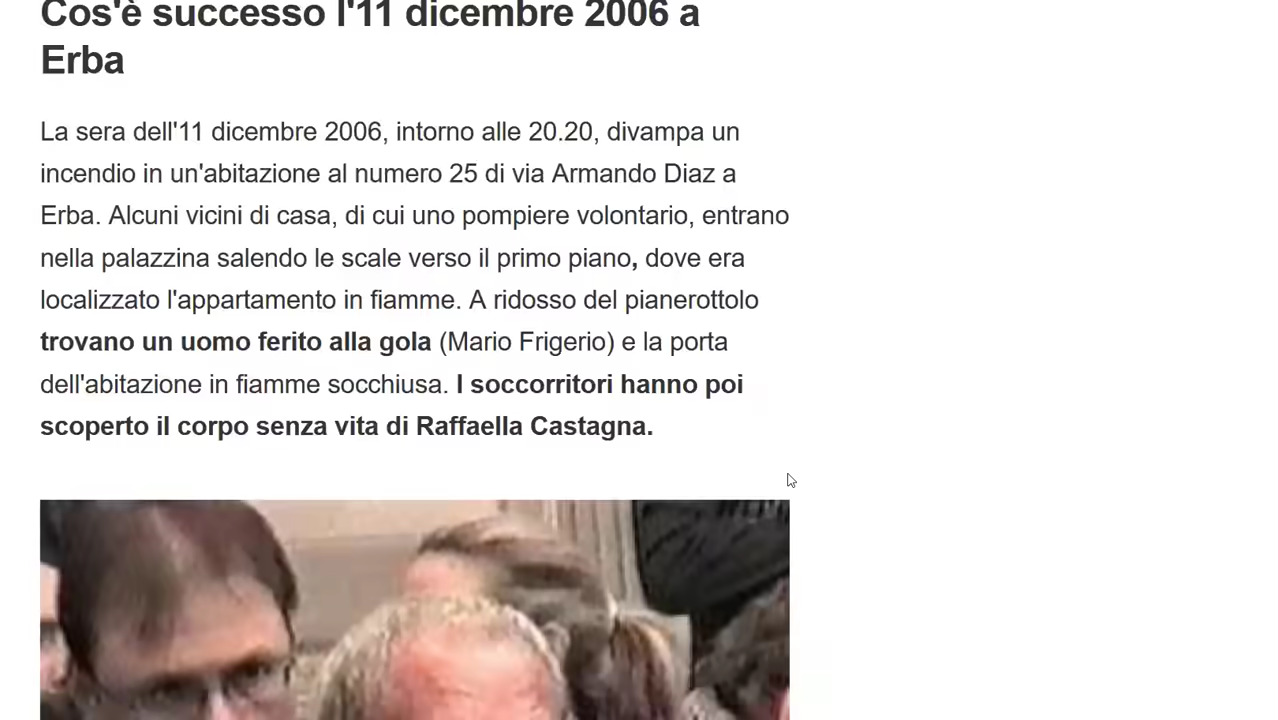 Cos'è successo l'11 dicembre 2006 a
Erba
La sera dell'11 dicembre 2006, intorno alle 20.20, divampa un
incendio in un'abitazione al numero 25 di via Armando Diaz a
Erba. Alcuni vicini di casa, di cui uno pompiere volontario, entrano
nella palazzina salendo le scale verso il primo piano, dove era
localizzato l'appartamento in fiamme. A ridosso del pianerottolo
trovano un uomo ferito alla gola (Mario Frigerio) e la porta
dell'abitazione in fiamme socchiusa. I soccorritori hanno poi
scoperto il corpo senza vita di Raffaella Castagna.